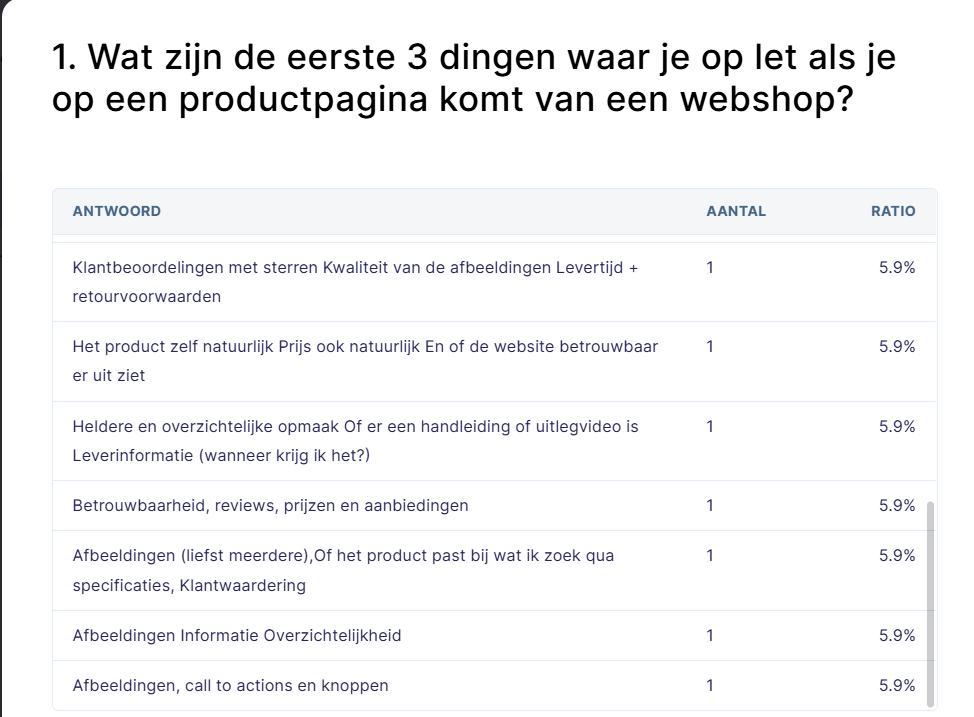 1. Wat zijn de eerste 3 dingen waar je op let als je
op een productpagina komt van een webshop?
ANTWOORD AANTAL RATIO
Klantbeoordelingen met sterren Kwaliteit van de afbeeldingen Levertijd + 1 5.9%
retourvoorwaarden
Het product zelf natuurlijk Prijs ook natuurlijk En of de website betrouwbaar 1 5.9%
er uit ziet
Heldere en overzichtelijke opmaak Of er een handleiding of uitlegvideo is 1 5.9%
Leverinformatie (wanneer krijg ik het?)
Betrouwbaarheid, reviews, prijzen en aanbiedingen 1 5.9%
Afbeeldingen (liefst meerdere),Of het product past bij wat ik zoek qua 1 5.9%
specificaties, Klantwaardering
Afbeeldingen Informatie Overzichtelijkheid 1 5.9%
Afbeeldingen, call to actions en knoppen 1 5.9%